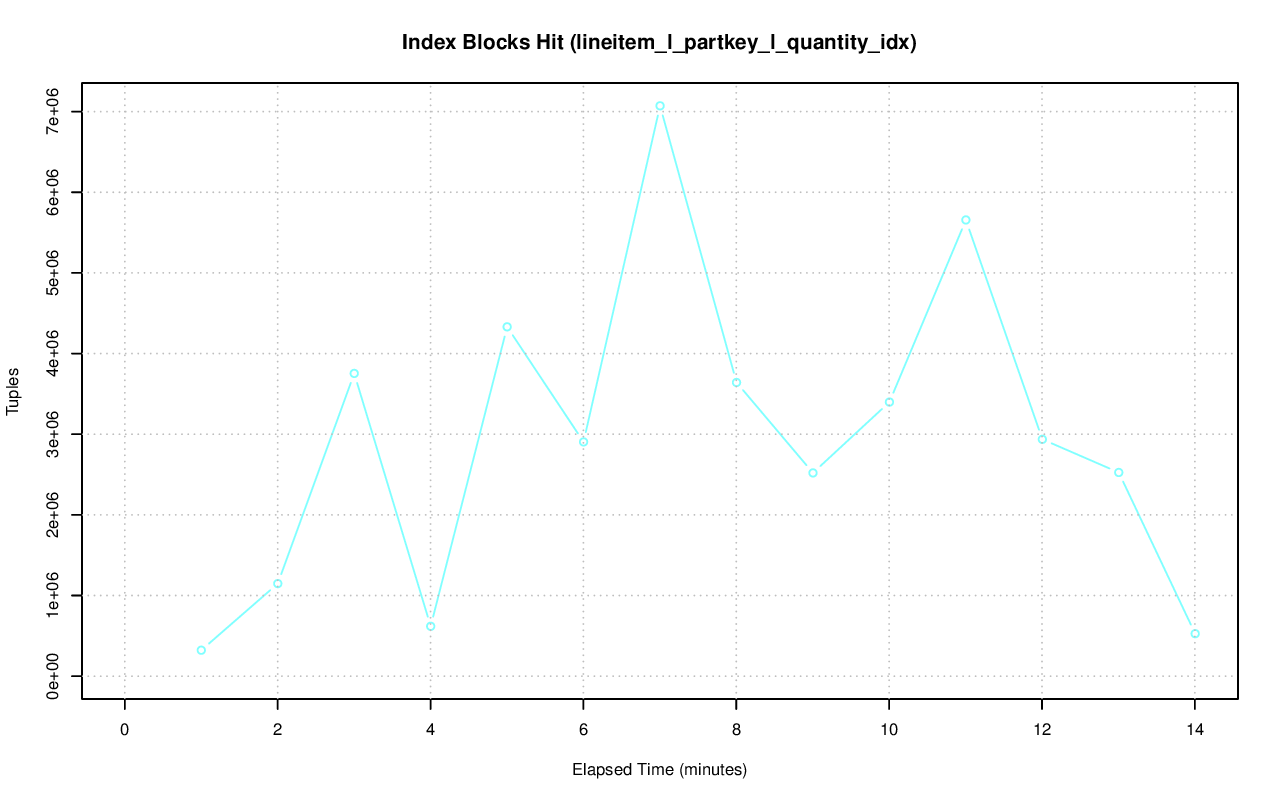 Index Blocks Hit (lineitem_l_partkey_l_quantity_idx)
7e+06
6e+06
5e+06
4e+06
3e+06
2e+06
1e+06
0e+00
Tuples
0 2 4 6 8 10 12 14
Elapsed Time (minutes)